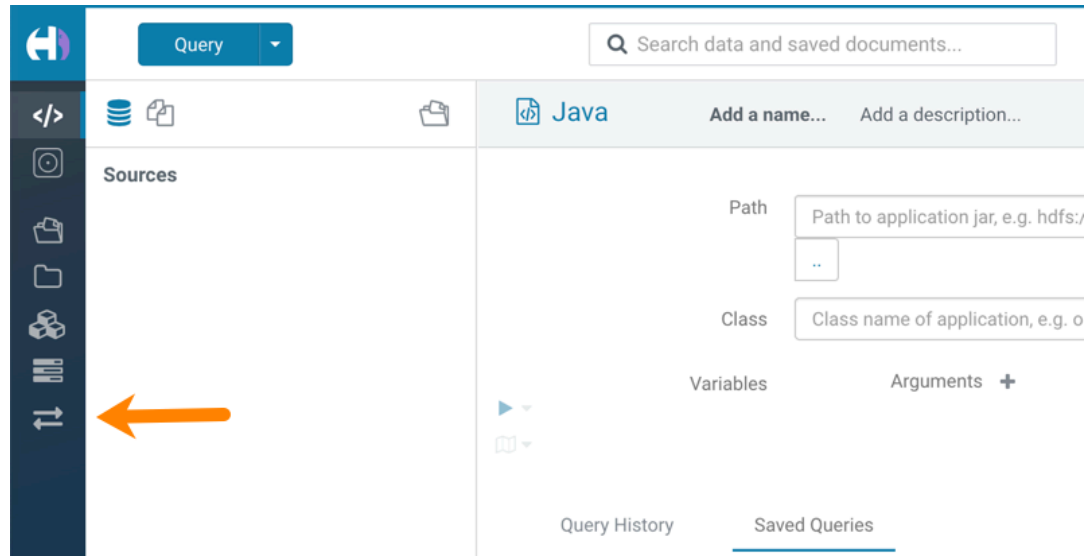 Query
Search data and saved documents...
</>
Java
Add a name...
Add a description...
Sources
Path
Path to application jar, e.g. hdfs:/
..
Class
Class name of application, e.g. o
Variables
Arguments +
Query History
Saved Queries